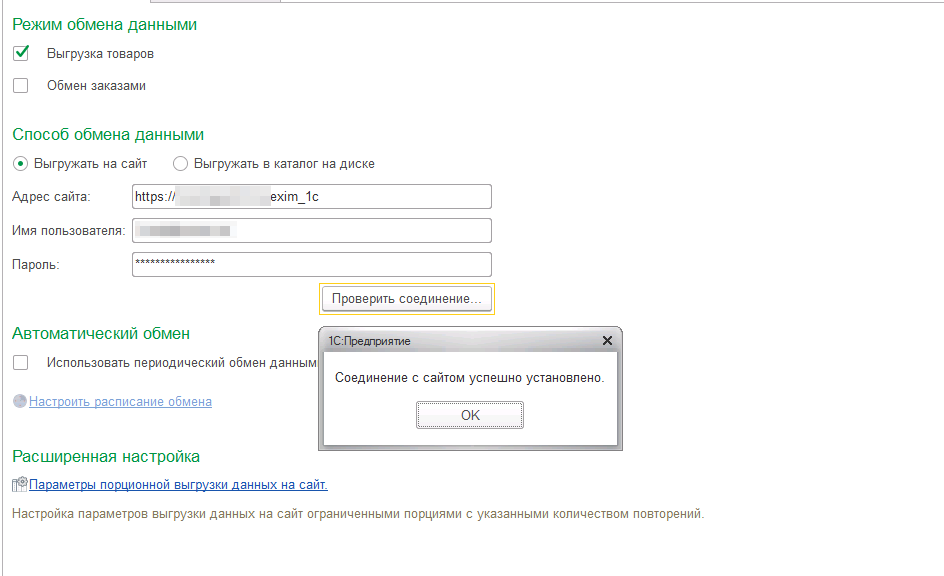 Режим обмена данными
Выгрузка товаров
Обмен заказами
Способ обмена данными
Выгружать на сайт Выгружать в каталог на диске
Адрес сайта: https:// exim_1c
Имя пользователя:
Пароль: ****************
Проверить соединение...
Автоматический обмен
1С:Предприятие
Использовать периодический обмен данным
Соединение с сайтом успешно установлено.
Настроить расписание обмена
OK
Расширенная настройка
Параметры порционной выгрузки данных на сайт.
Настройка параметров выгрузки данных на сайт ограниченными порциями с указанными количеством повторений.